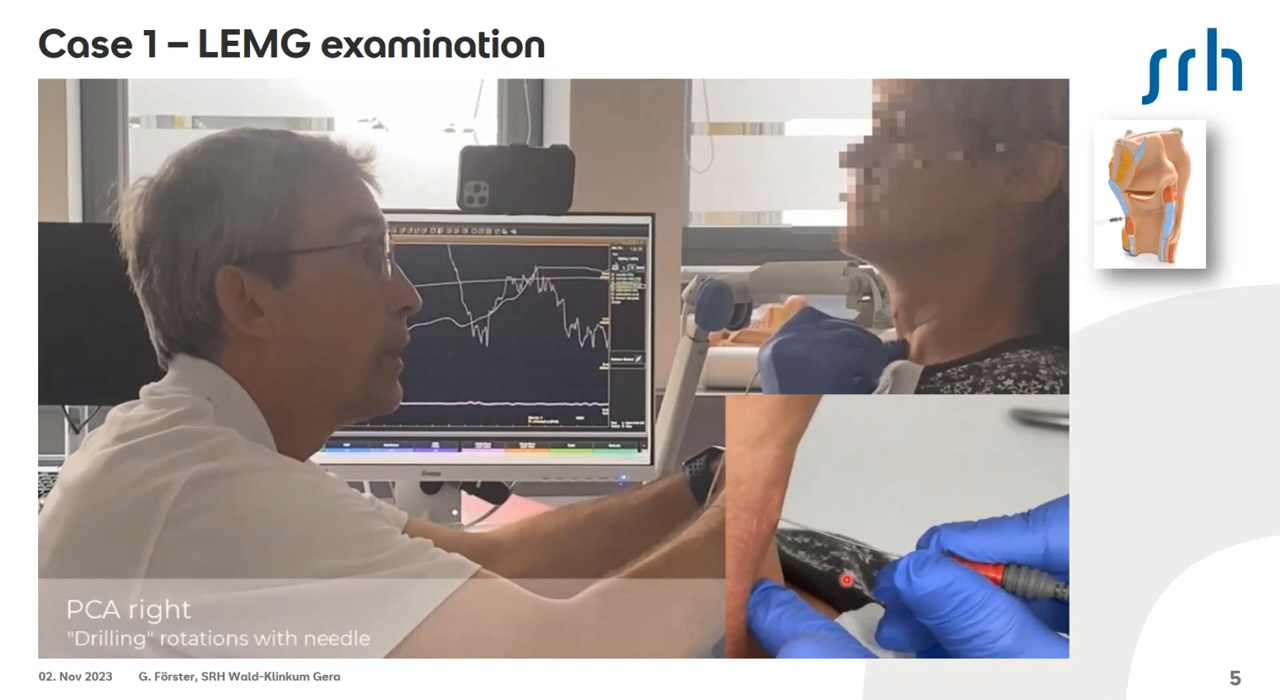 Case 1 – LEMG examination
srh
PCA right
"Drilling" rotations with needle
02. Nov 2023 G. Förster, SRH Wald-Klinkum Gera
5